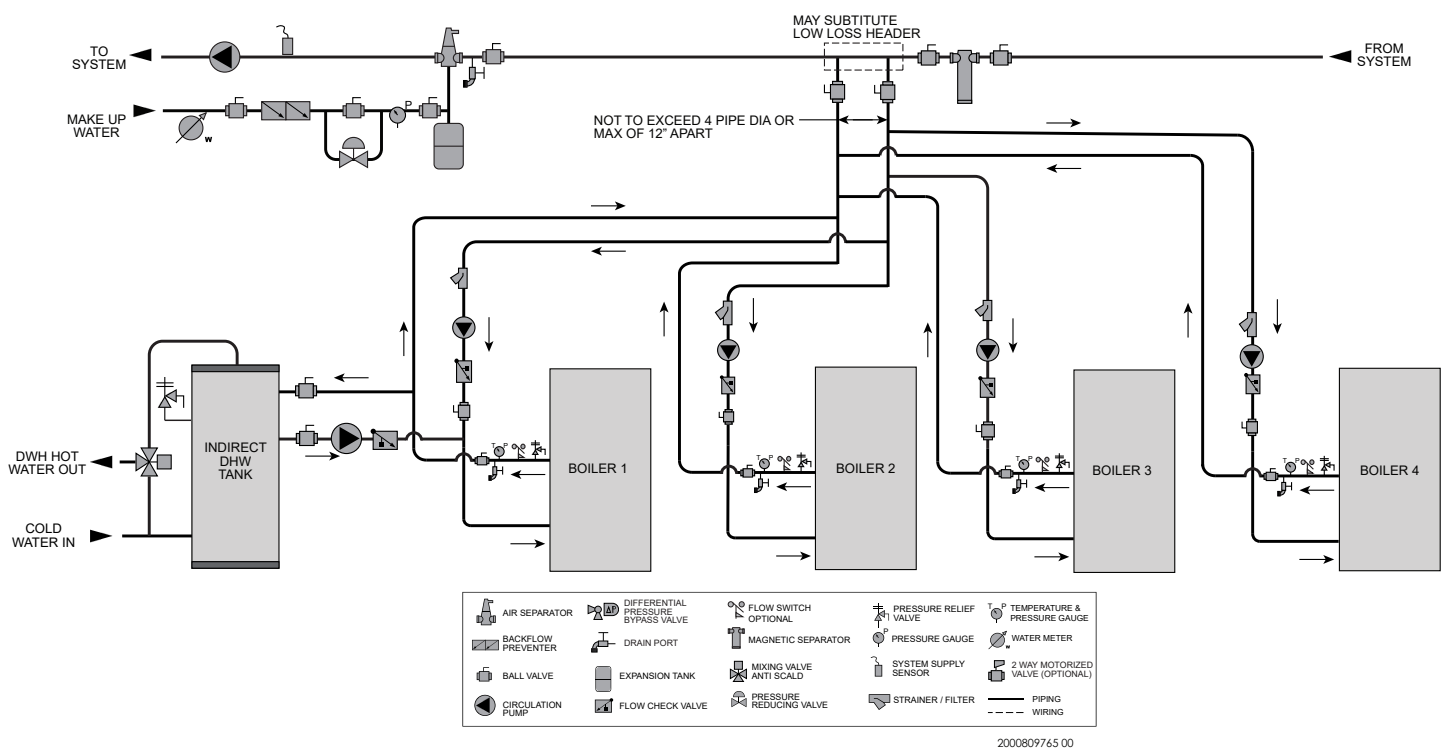 MAY SUBTITUTE
LOW LOSS HEADER
TO
SYSTEM
FROM
SYSTEM
MAKE UP
WATER
W
P
NOT TO EXCEED 4 PIPE DIA OR
MAX OF 12" APART
INDIRECT
DHW
TANK
DWH HOT
WATER OUT
COLD
WATER IN
T P
BOILER 1
T P
BOILER 2
T P
BOILER 3
T P
BOILER 4
AIR SEPARATOR
BACKFLOW
PREVENTER
BALL VALVE
CIRCULATION
PUMP
ΔP
DIFFERENTIAL
PRESSURE
BYPASS VALVE
DRAIN PORT
EXPANSION TANK
FLOW CHECK VALVE
FLOW SWITCH
OPTIONAL
MAGNETIC SEPARATOR
MIXING VALVE
ANTI SCALD
PRESSURE
REDUCING VALVE
PRESSURE RELIEF
VALVE
P
PRESSURE GAUGE
SYSTEM SUPPLY
SENSOR
STRAINER / FILTER
T P
TEMPERATURE &
PRESSURE GAUGE
W
WATER METER
2 WAY MOTORIZED
VALVE (OPTIONAL)
PIPING
WIRING
2000809765 00